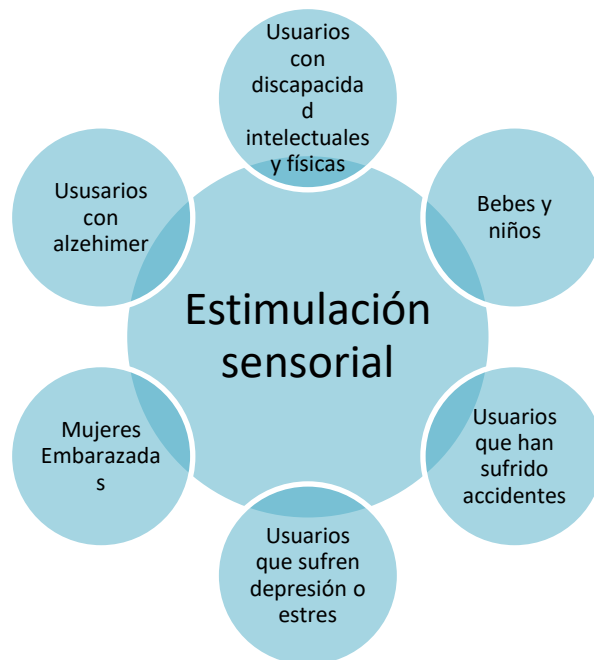 Usuarios
con
discapacida
d
intelectuales
y físicas
Bebes y
niños
Usuarios
que han
sufrido
accidentes
Usuarios
que sufren
depresión o
estres
Mujeres
Embarazada
s
Ususarios
con
alzehimer
Estimulación
sensorial